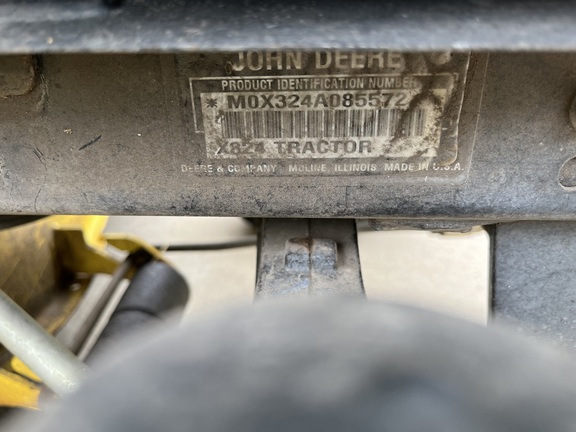 JOHN DEERE
PRODUCT IDENTIFICATION NUMBER
* M0X324A085572
X324 TRACTOR
DEERE & COMPANY MOLINE, ILLINOIS MADE IN U.S.A.